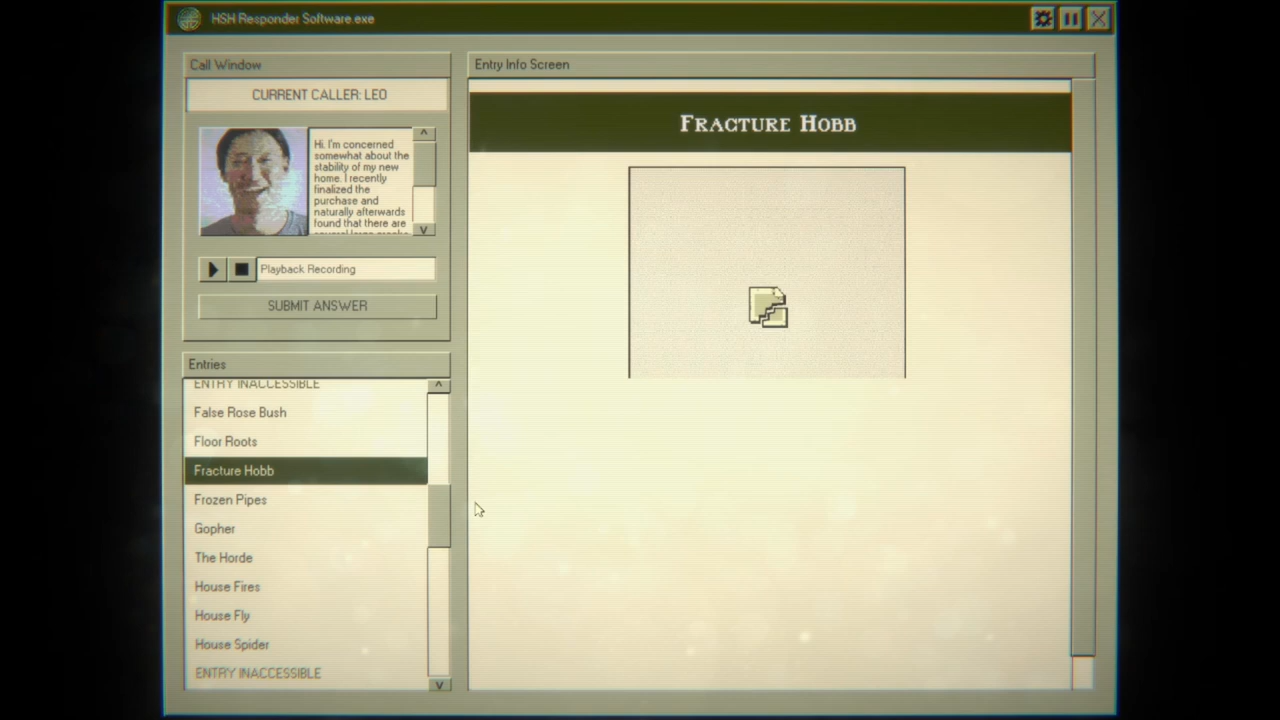 HSH Responder Software.exe
Call Window
CURRENT CALLER: LEO
Hi. I'm concerned
somewhat about the
stability of my new
home. I recently
finalized the
purchase and
naturally afterwards
found that there are
Playback Recording
SUBMIT ANSWER
Entries
ENTRY INACCESSIBLE
False Rose Bush
Floor Roots
Fracture Hobb
Frozen Pipes
Gopher
The Horde
House Fires
House Fly
House Spider
ENTRY INACCESSIBLE
Entry Info Screen
Fracture Hobb